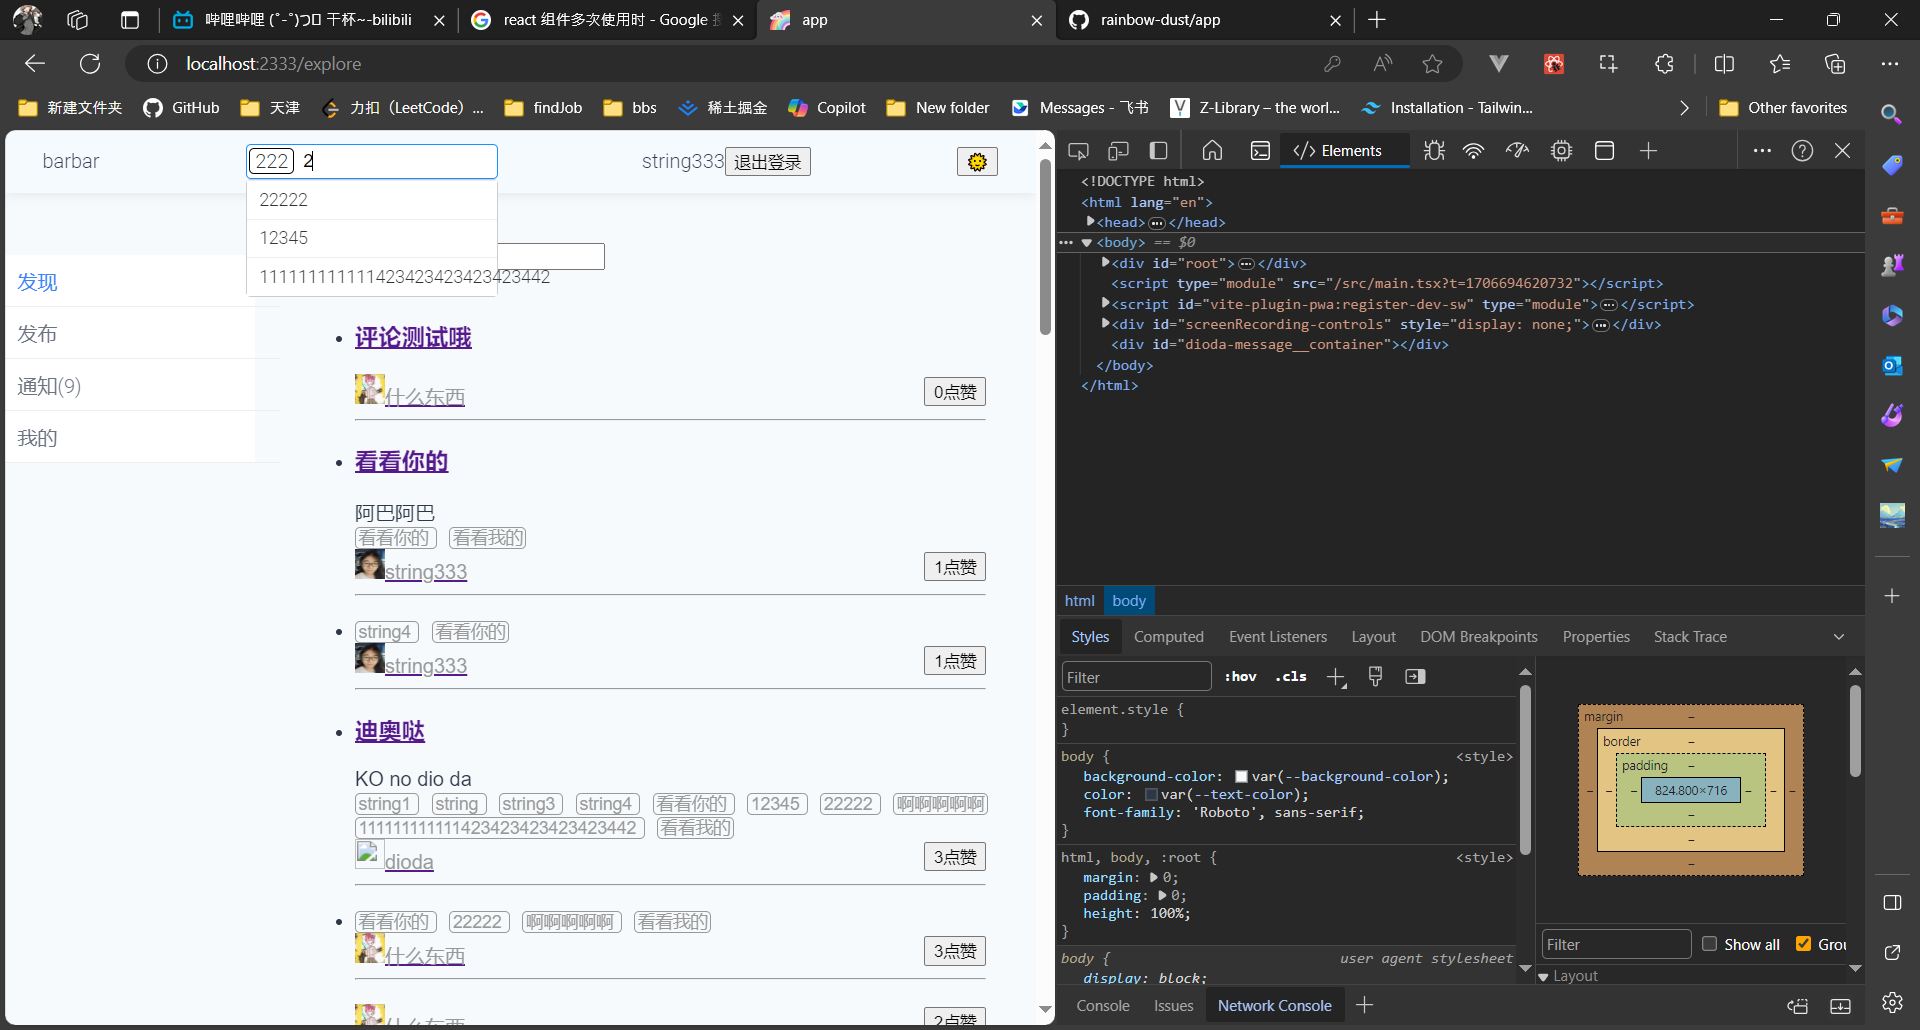 哔哩哔哩 (゜-゜)つロ 干杯~-bilibili
react 组件多次使用时 - Google
app
rainbow-dust/app
localhost:2333/explore
新建文件夹
GitHub
天津
力扣（LeetCode）...
findJob
bbs
稀土掘金
Copilot
New folder
Messages - 飞书
Z-Library – the worl...
Installation - Tailwin...
Other favorites
barbar
222 2
string333
退出登录
22222
12345
1111111111111423423423423423442
发现
发布
通知(9)
我的
评论测试哦
什么东西
0点赞
看看你的
阿巴阿巴
看看你的 看看我的
string333
1点赞
string4 看看你的
string333
1点赞
迪奥哒
KO no dio da
string1 string string3 string4 看看你的 12345 22222 啊啊啊啊啊
1111111111111423423423423423442 看看我的
dioda
3点赞
看看你的 22222 啊啊啊啊啊 看看我的
什么东西
3点赞
什么东西
2点赞
Elements
<!DOCTYPE html>
<html lang="en">
<head> ... </head>
... <body> == $0
<div id="root"> ... </div>
<script type="module" src="/src/main.tsx?t=1706694620732"></script>
<script id="vite-plugin-pwa:register-dev-sw" type="module"> ... </script>
<div id="screenRecording-controls" style="display: none;"> ... </div>
<div id="dioda-message__container"></div>
</body>
</html>
html body
Styles Computed Event Listeners Layout DOM Breakpoints Properties Stack Trace
Filter :hov .cls
element.style {
}
body { <style>
background-color: var(--background-color);
color: var(--text-color);
font-family: 'Roboto', sans-serif;
}
html, body, :root { <style>
margin: 0;
padding: 0;
height: 100%;
}
body { user agent stylesheet
display: block;
margin –
border –
padding –
– – – 824.800×716 – – –
–
–
–
Filter Show all Grou
Layout
Console Issues Network Console